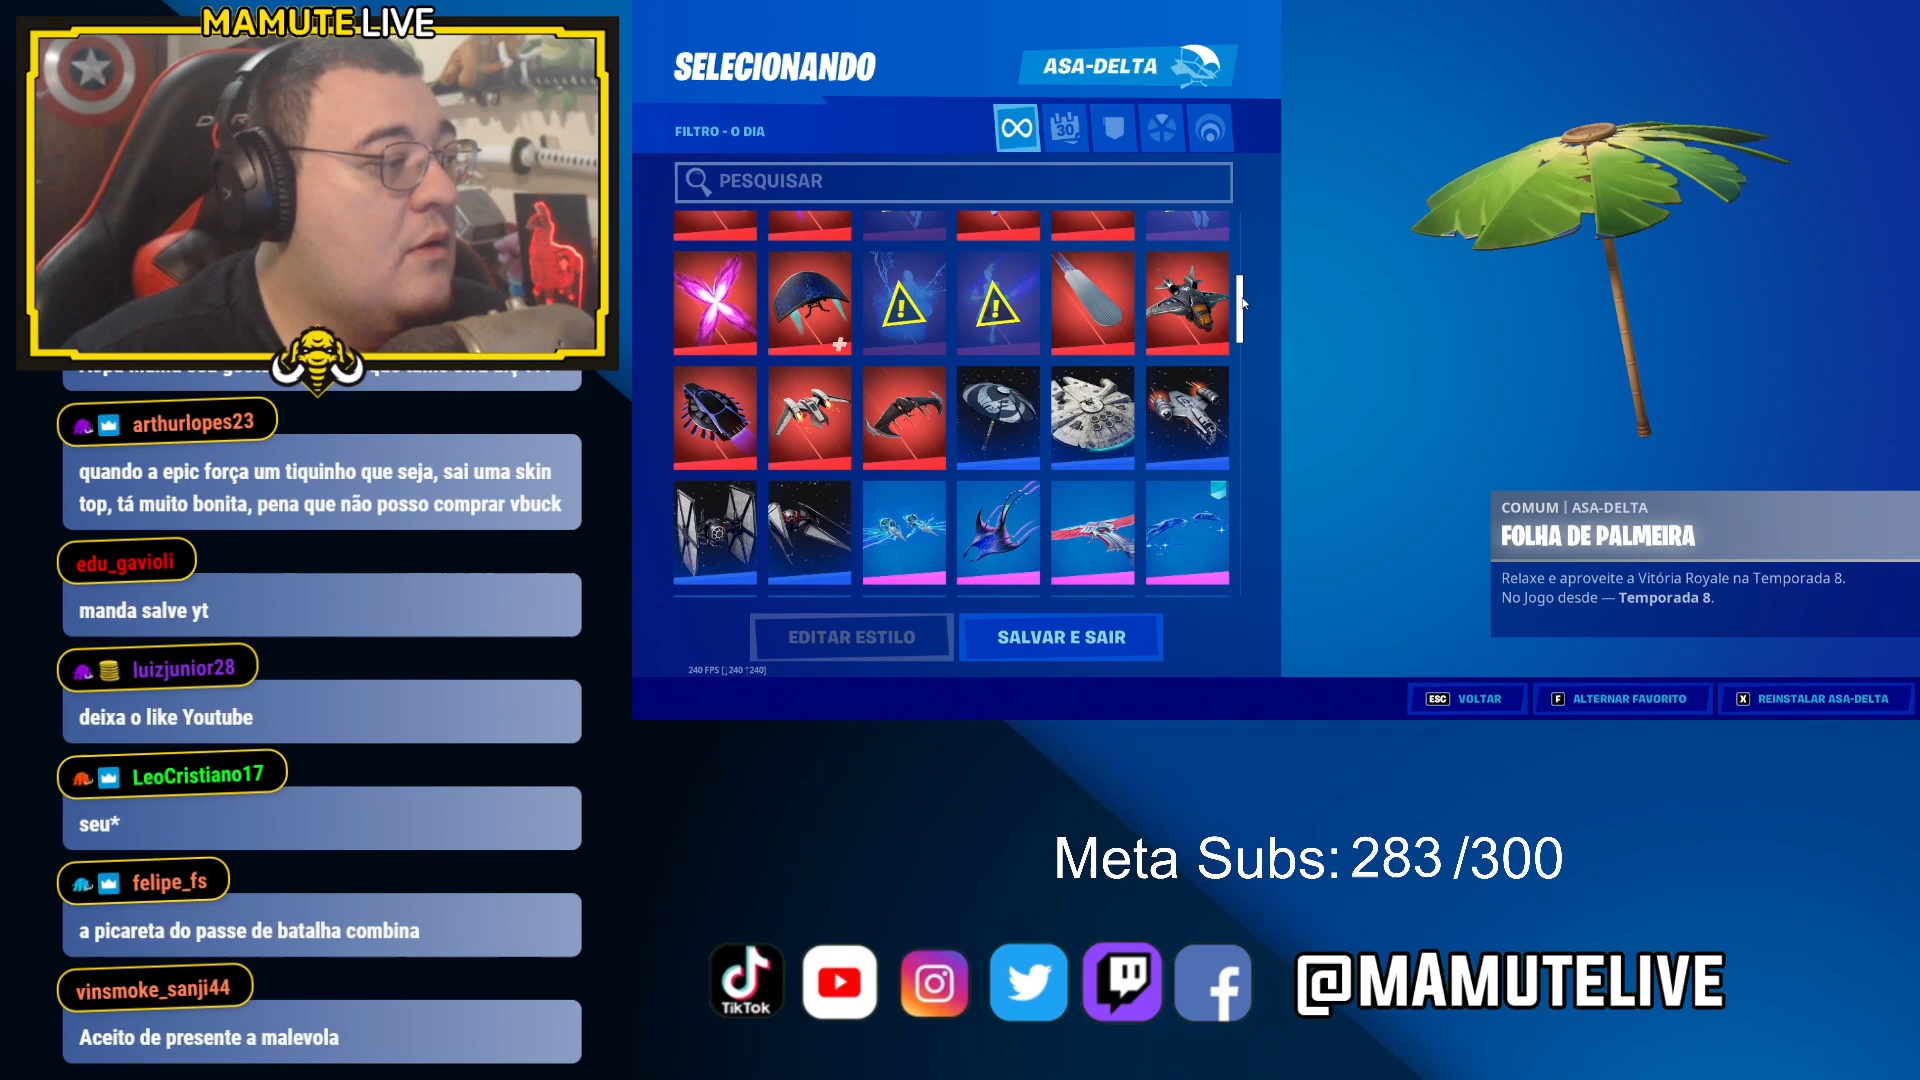 MAMUTE LIVE
arthurlopes23
quando a epic força um tiquinho que seja, sai uma skin
top, tá muito bonita, pena que não posso comprar vbuck
edu_gavioli
manda salve yt
luizjunior28
deixa o like Youtube
LeoCristiano17
seu*
felipe_fs
a picareta do passe de batalha combina
vinsmoke_sanji44
Aceito de presente a malevola
SELECIONANDO
ASA-DELTA
FILTRO - O DIA
30
PESQUISAR
EDITAR ESTILO
SALVAR E SAIR
240 FPS [↓240 ↑240]
COMUM | ASA-DELTA
FOLHA DE PALMEIRA
Relaxe e aproveite a Vitória Royale na Temporada 8.
No Jogo desde — Temporada 8.
ESC VOLTAR
F ALTERNAR FAVORITO
X REINSTALAR ASA-DELTA
Meta Subs: 283 /300
TikTok
@MAMUTELIVE